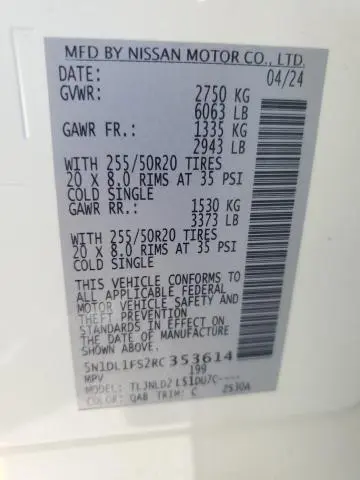 MFD BY NISSAN MOTOR CO., LTD.
DATE: 04/24
GVWR: 2750 KG
6063 LB
GAWR FR.: 1335 KG
2943 LB
WITH 255/50R20 TIRES
20 X 8.0 RIMS AT 35 PSI
COLD SINGLE
GAWR RR.: 1530 KG
3373 LB
WITH 255/50R20 TIRES
20 X 8.0 RIMS AT 35 PSI
COLD SINGLE
THIS VEHICLE CONFORMS TO
ALL APPLICABLE FEDERAL
MOTOR VEHICLE SAFETY AND
THEFT PREVENTION
STANDARDS IN EFFECT ON
THE DATE OF MANUFACTURE
SHOWN ABOVE
5N1DL1FS2RC353614
MPV 199
MODEL:
COLOR: QAB TRIM: C 2530A